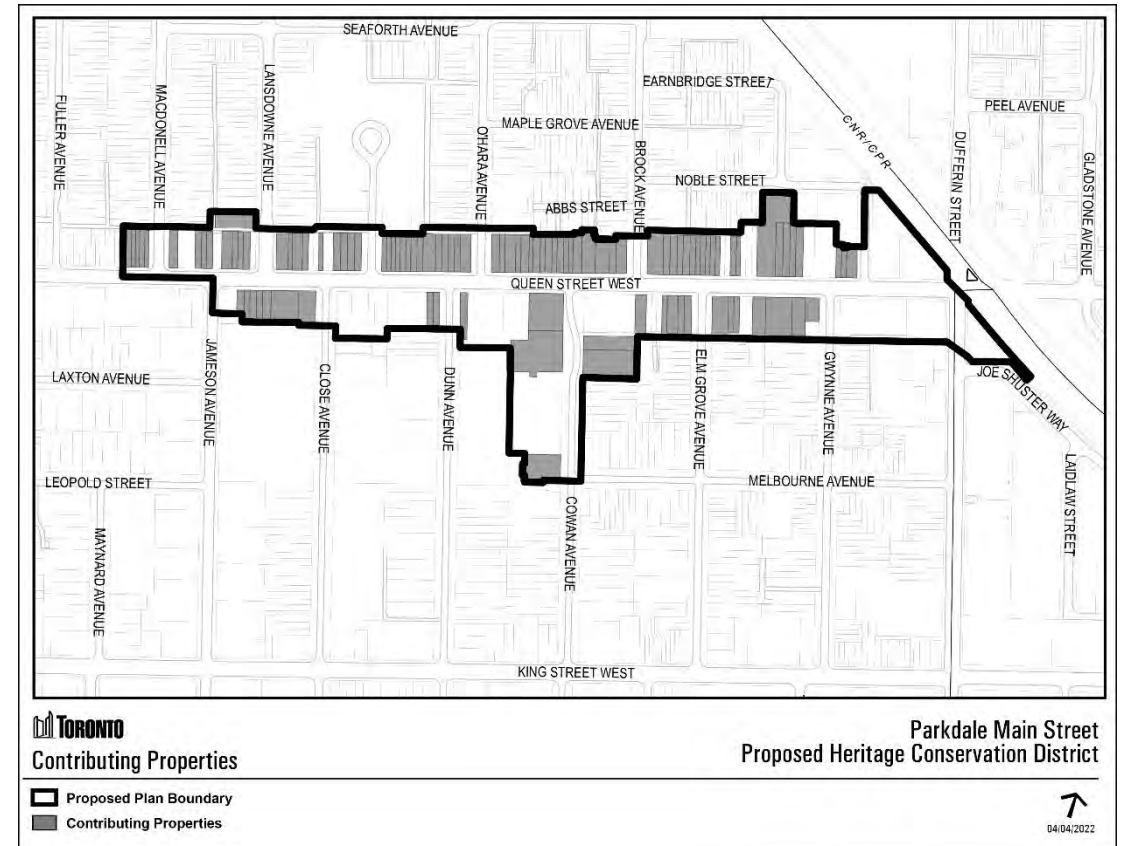 SEAFORTH AVENUE
EARNBRIDGE STREET
PEEL AVENUE
FULLER AVENUE
MACDONELL AVENUE
LANSDOWNE AVENUE
O'HARA AVENUE
MAPLE GROVE AVENUE
BROCK AVENUE
CNR/CPR
DUFFERIN STREET
GLADSTONE AVENUE
NOBLE STREET
ABBS STREET
QUEEN STREET WEST
LAXTON AVENUE
JAMESON AVENUE
CLOSE AVENUE
DUNN AVENUE
ELM GROVE AVENUE
GWYNNE AVENUE
JOE SHUSTER WAY
LEOPOLD STREET
MELBOURNE AVENUE
LAIDLAW STREET
MAYNARD AVENUE
COWAN AVENUE
KING STREET WEST
TORONTO
Contributing Properties
Parkdale Main Street
Proposed Heritage Conservation District
Proposed Plan Boundary
Contributing Properties
04/04/2022